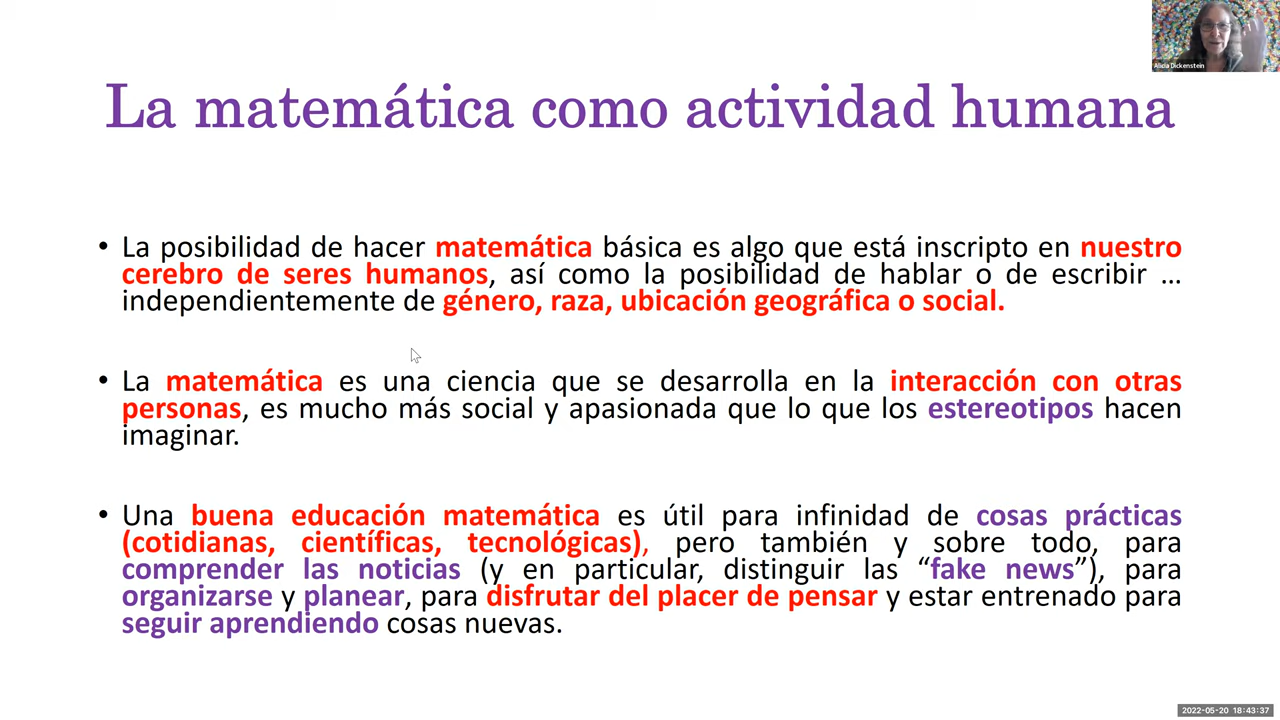 Alicia Dickenstein
La matemática como actividad humana
• La posibilidad de hacer matemática básica es algo que está inscripto en nuestro
cerebro de seres humanos, así como la posibilidad de hablar o de escribir ...
independientemente de género, raza, ubicación geográfica o social.
• La matemática es una ciencia que se desarrolla en la interacción con otras
personas, es mucho más social y apasionada que lo que los estereotipos hacen
imaginar.
• Una buena educación matemática es útil para infinidad de cosas prácticas
(cotidianas, científicas, tecnológicas), pero también y sobre todo, para
comprender las noticias (y en particular, distinguir las “fake news”), para
organizarse y planear, para disfrutar del placer de pensar y estar entrenado para
seguir aprendiendo cosas nuevas.
2022-05-20 18:43:37